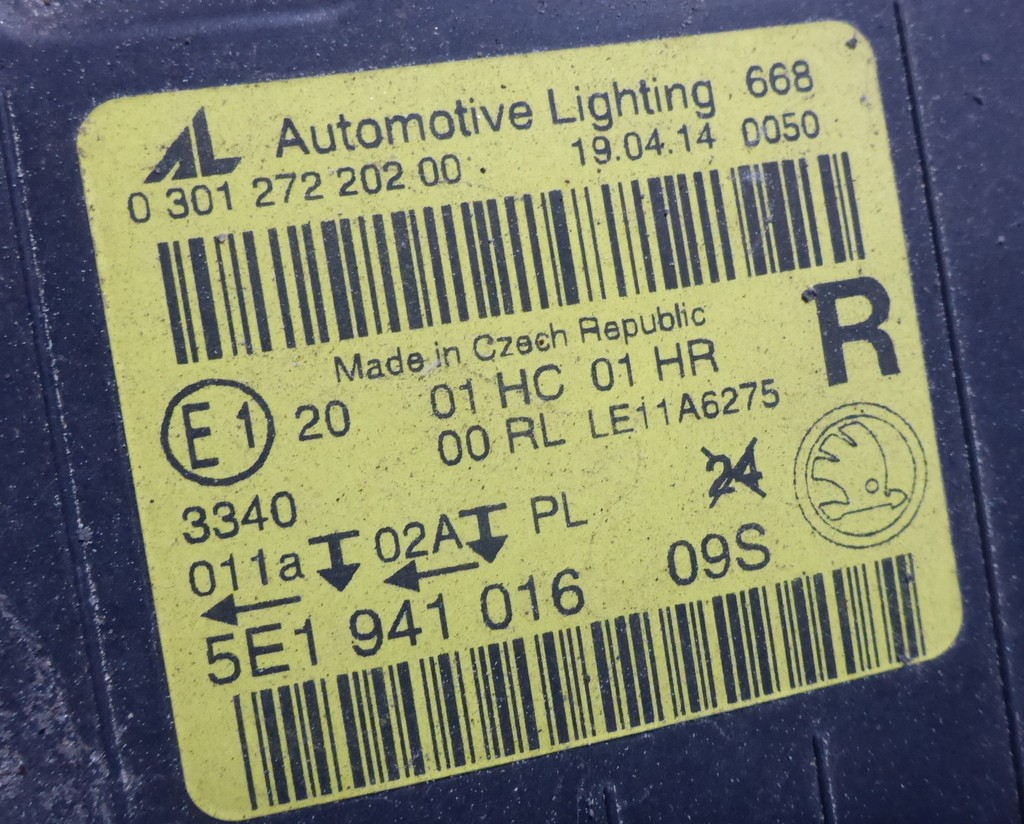 AL Automotive Lighting 668
0 301 272 202 00 19.04.14 0050
Made in Czech Republic
R
E1 20 01 HC 01 HR
00 RL LE11A6275
24
3340
011a 02A PL
5E1 941 016 09S